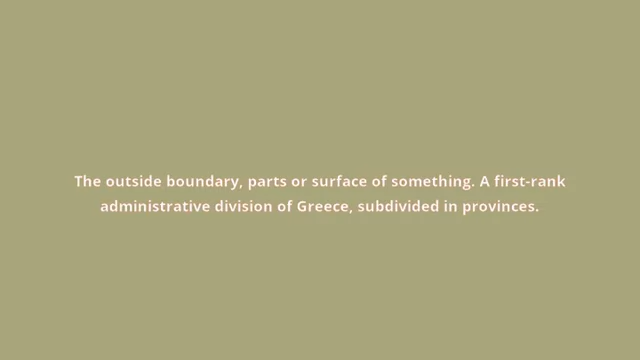 The outside boundary, parts or surface of something. A first-rank
administrative division of Greece, subdivided in provinces.